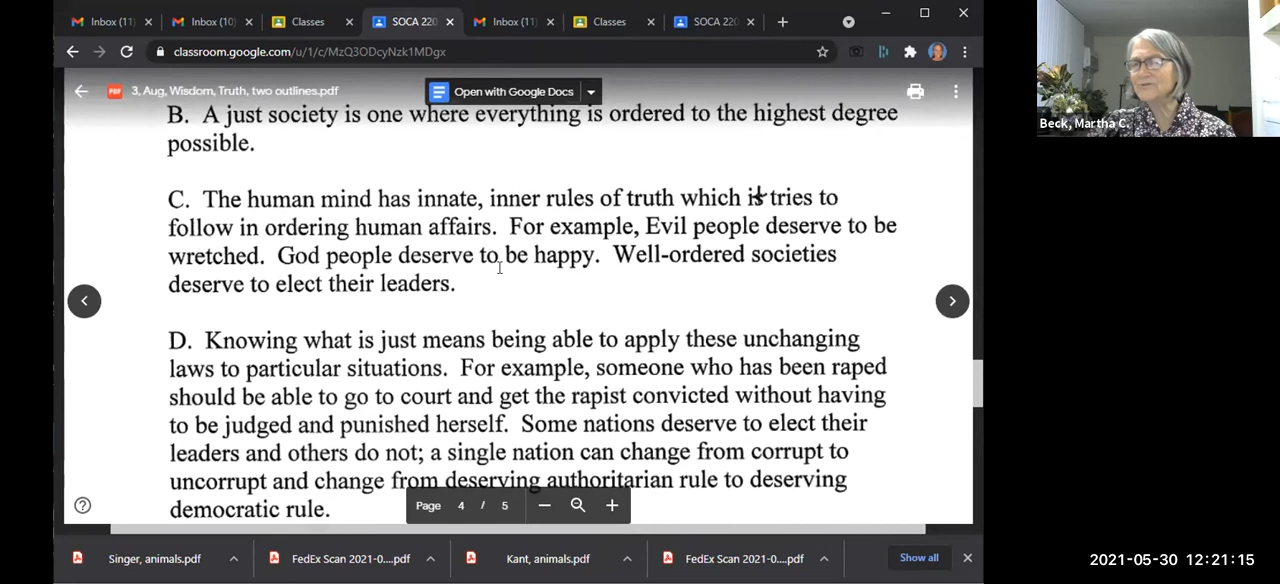 Inbox (11)
Inbox (10)
Classes
SOCA 220
Inbox (11)
Classes
SOCA 220
classroom.google.com/u/1/c/MzQ3ODcyNzk1MDgx
PDF
3, Aug, Wisdom, Truth, two outlines.pdf
Open with Google Docs
B. A just society is one where everything is ordered to the highest degree
possible.
C. The human mind has innate, inner rules of truth which it tries to
follow in ordering human affairs. For example, Evil people deserve to be
wretched. God people deserve to be happy. Well-ordered societies
deserve to elect their leaders.
D. Knowing what is just means being able to apply these unchanging
laws to particular situations. For example, someone who has been raped
should be able to go to court and get the rapist convicted without having
to be judged and punished herself. Some nations deserve to elect their
leaders and others do not; a single nation can change from corrupt to
uncorrupt and change from deserving authoritarian rule to deserving
democratic rule.
Page 4 / 5
Singer, animals.pdf
FedEx Scan 2021-0....pdf
Kant, animals.pdf
FedEx Scan 2021-0....pdf
Show all
Beck, Martha C.
2021-05-30 12:21:15